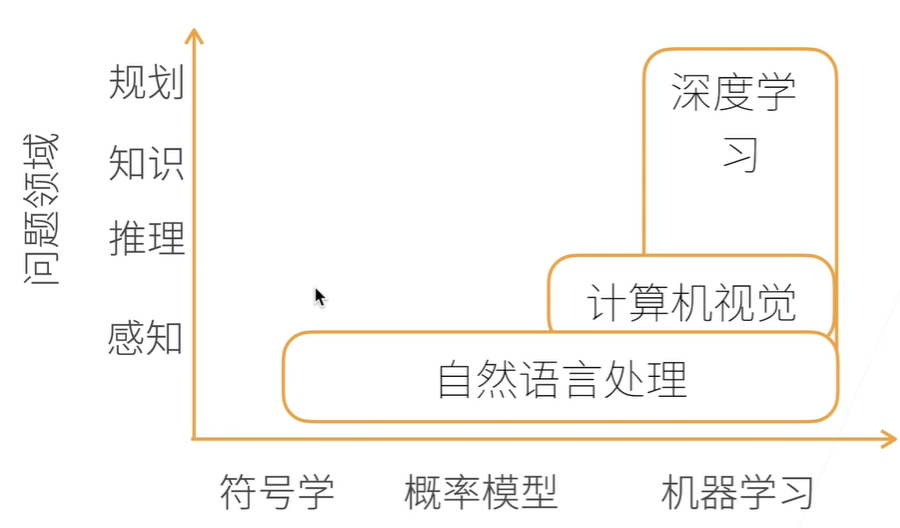 问题领域
规划
知识
推理
感知
深度学
习
计算机视觉
自然语言处理
符号学
概率模型
机器学习